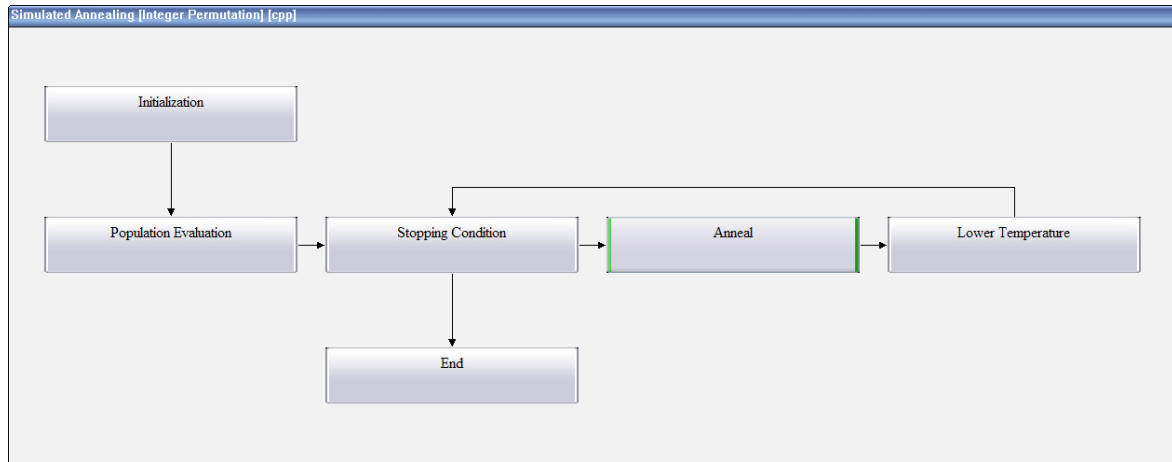 Simulated Annealing [Integer Permutation] [cpp]
Initialization
Population Evaluation
Stopping Condition
Anneal
Lower Temperature
End